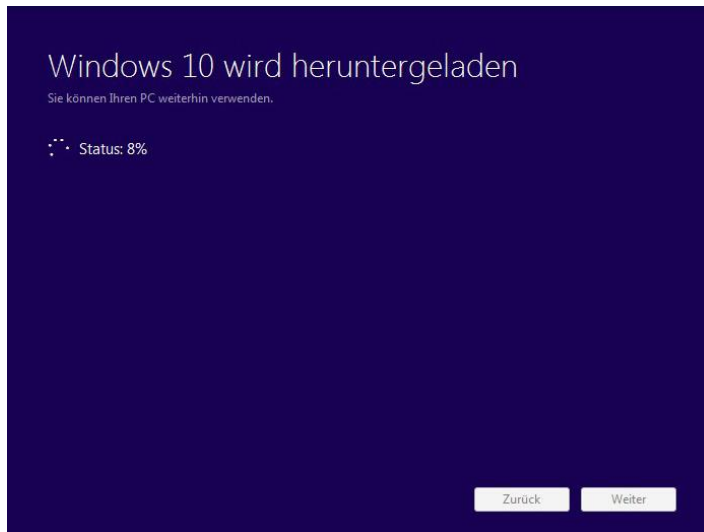 Windows 10 wird heruntergeladen
Sie können Ihren PC weiterhin verwenden.
Status: 8%
Zurück
Weiter